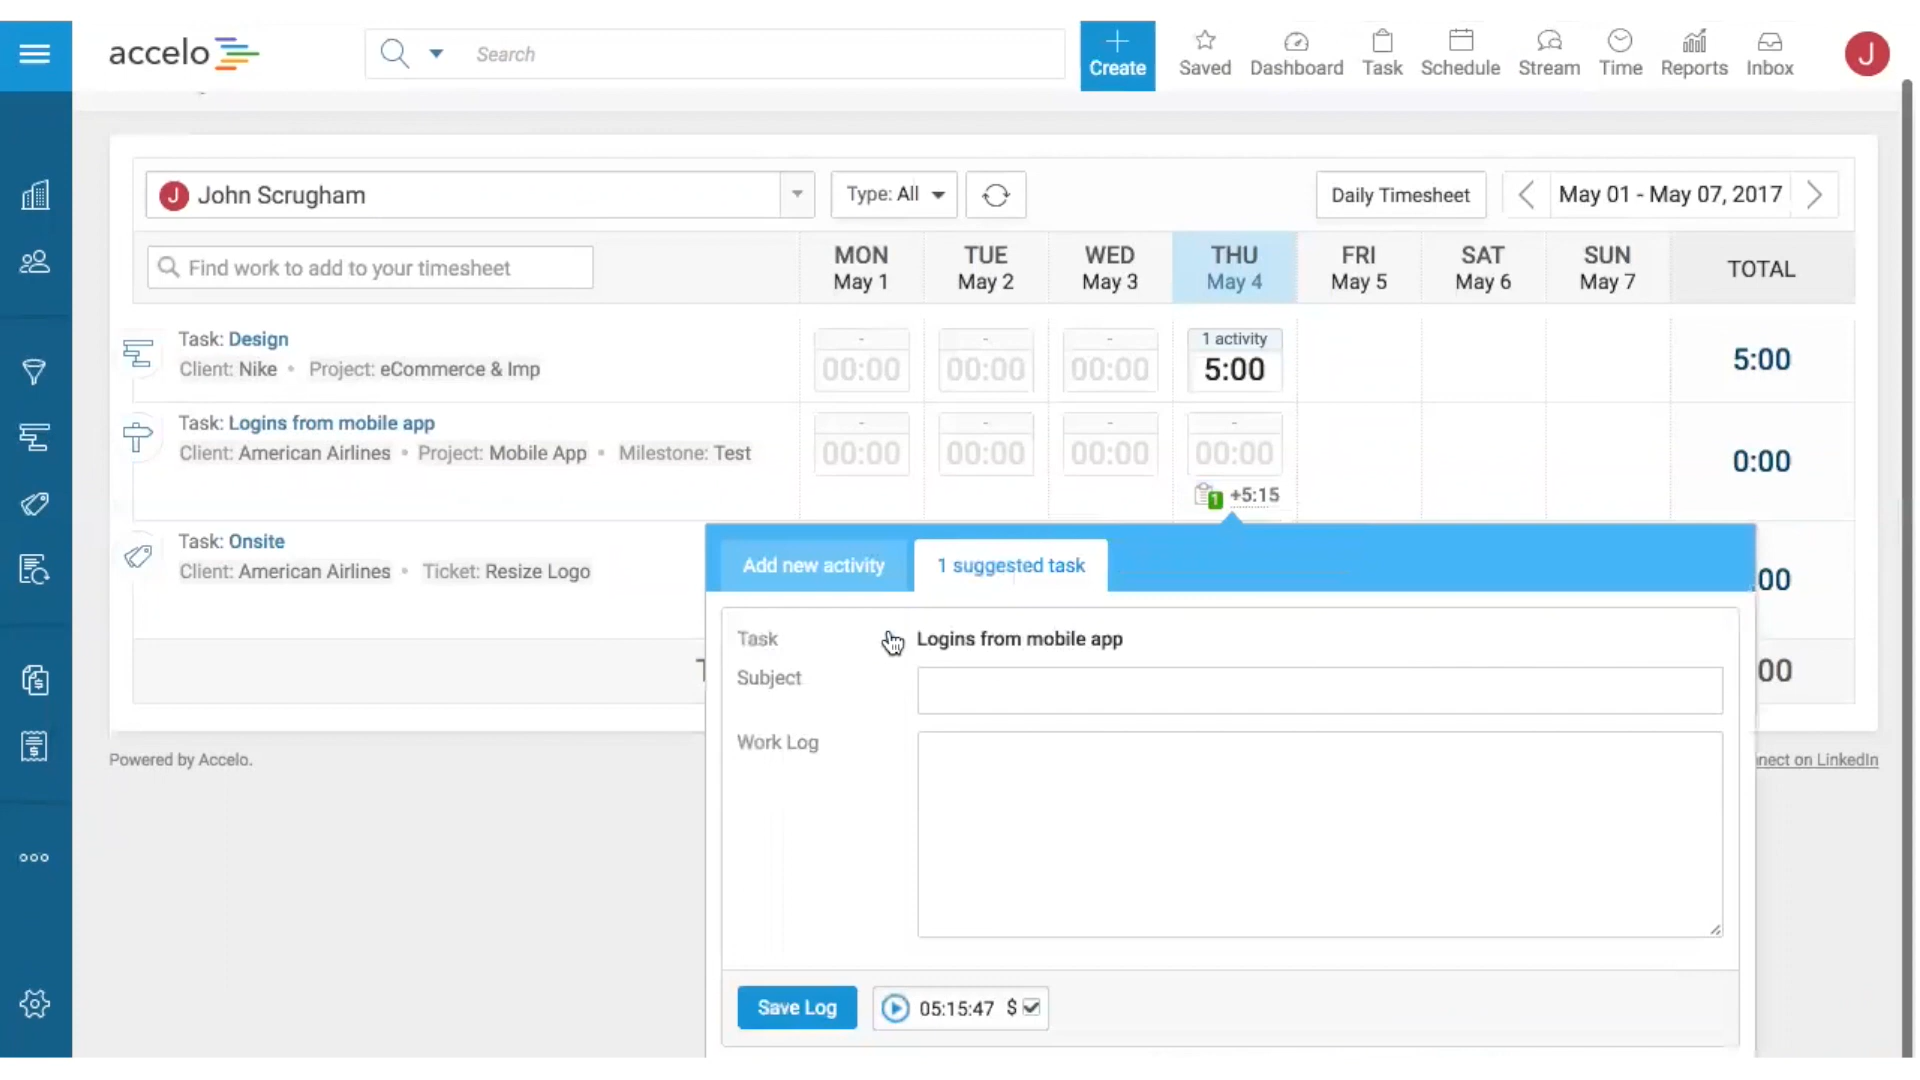 accelo
Search
Create
Saved
Dashboard
Task
Schedule
Stream
Time
Reports
Inbox
J
J John Scrugham
Type: All
Daily Timesheet
May 01 - May 07, 2017
Find work to add to your timesheet
MON
May 1
TUE
May 2
WED
May 3
THU
May 4
FRI
May 5
SAT
May 6
SUN
May 7
TOTAL
Task: Design
Client: Nike • Project: eCommerce & Imp
-
00:00
-
00:00
-
00:00
1 activity
5:00
5:00
Task: Logins from mobile app
Client: American Airlines • Project: Mobile App • Milestone: Test
-
00:00
-
00:00
-
00:00
-
00:00
1 +5:15
0:00
Task: Onsite
Client: American Airlines • Ticket: Resize Logo
:00
00
Add new activity
1 suggested task
Task
Logins from mobile app
Subject
Work Log
Save Log
05:15:47 $
Powered by Accelo.
nnect on LinkedIn